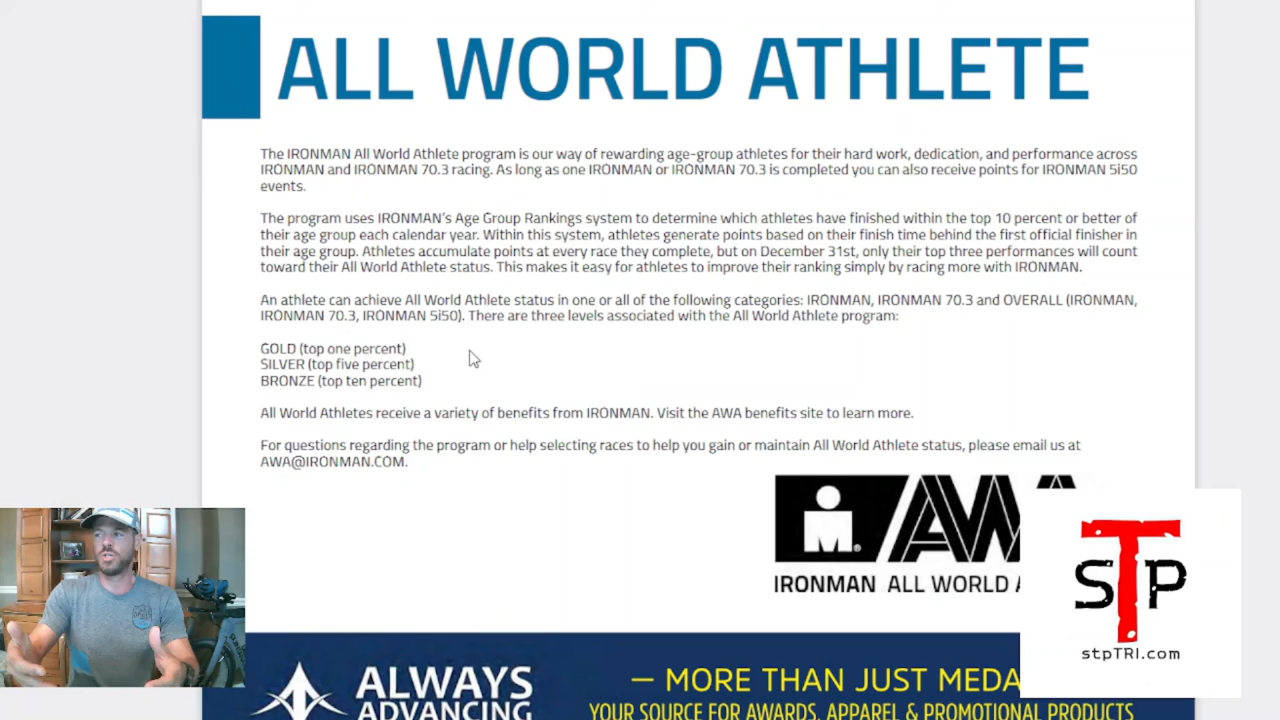 ALL WORLD ATHLETE
The IRONMAN All World Athlete program is our way of rewarding age-group athletes for their hard work, dedication, and performance across
IRONMAN and IRONMAN 70.3 racing. As long as one IRONMAN or IRONMAN 70.3 is completed you can also receive points for IRONMAN 5i50
events.
The program uses IRONMAN's Age Group Rankings system to determine which athletes have finished within the top 10 percent or better of
their age group each calendar year. Within this system, athletes generate points based on their finish time behind the first official finisher in
their age group. Athletes accumulate points at every race they complete, but on December 31st, only their top three performances will count
toward their All World Athlete status. This makes it easy for athletes to improve their ranking simply by racing more with IRONMAN.
An athlete can achieve All World Athlete status in one or all of the following categories: IRONMAN, IRONMAN 70.3 and OVERALL (IRONMAN,
IRONMAN 70.3, IRONMAN 5i50). There are three levels associated with the All World Athlete program:
GOLD (top one percent)
SILVER (top five percent)
BRONZE (top ten percent)
All World Athletes receive a variety of benefits from IRONMAN. Visit the AWA benefits site to learn more.
For questions regarding the program or help selecting races to help you gain or maintain All World Athlete status, please email us at
AWA@IRONMAN.COM.
M® AWA
IRONMAN ALL WORLD A
STP
stpTRI.com
ALWAYS
ADVANCING
— MORE THAN JUST MEDA
YOUR SOURCE FOR AWARDS, APPAREL & PROMOTIONAL PRODUCTS